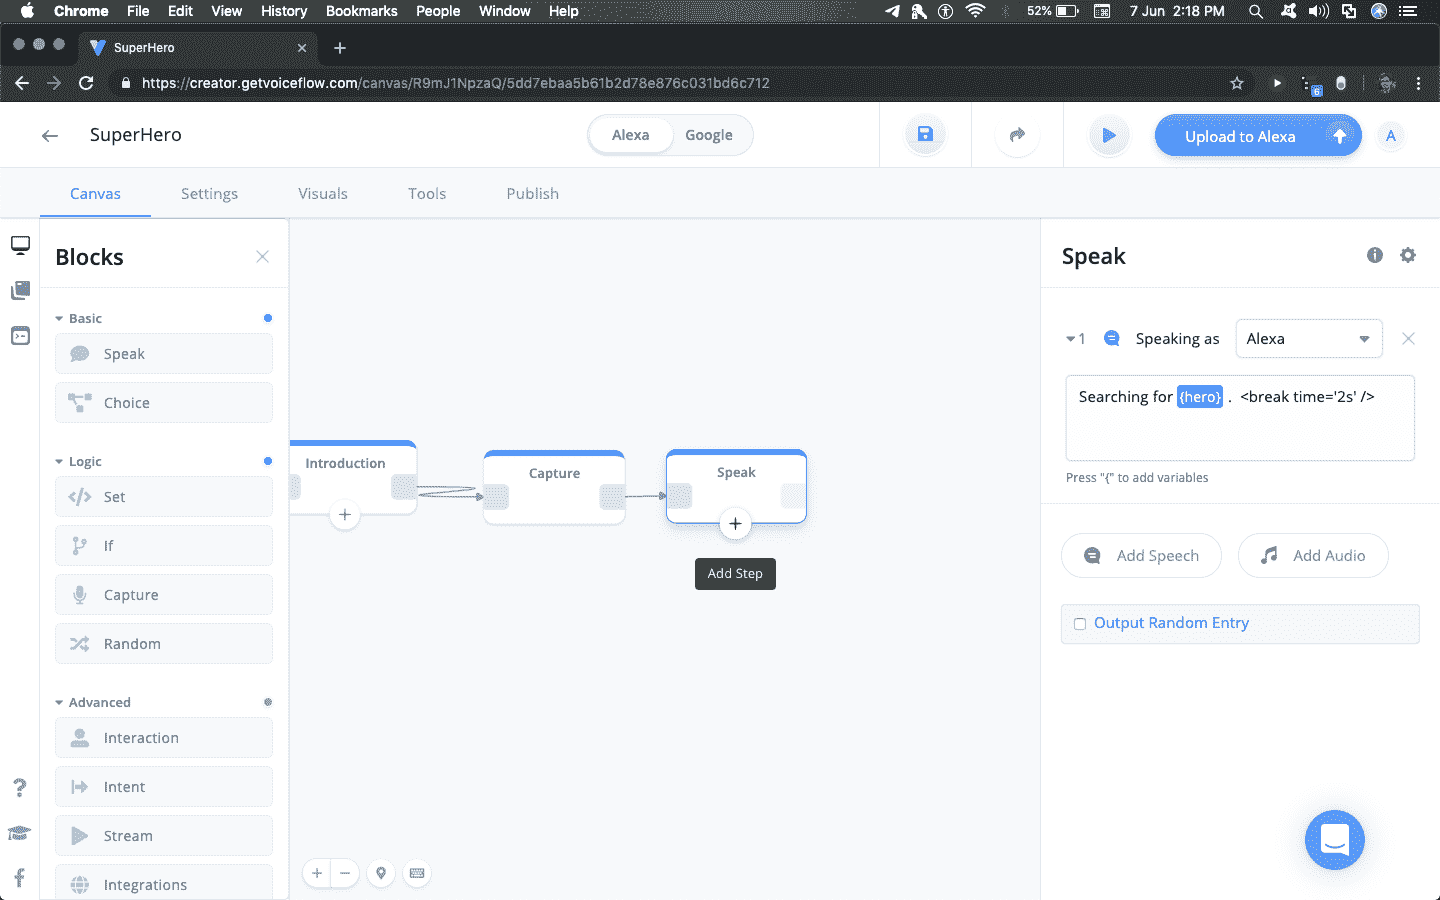 Chrome File Edit View History Bookmarks People Window Help 52% 7 Jun 2:18 PM
SuperHero
https://creator.getvoiceflow.com/canvas/R9mJ1NpzaQ/5dd7ebaa5b61b2d78e876c031bd6c712
6
SuperHero
Alexa Google
Upload to Alexa
A
Canvas Settings Visuals Tools Publish
Blocks
Basic
Speak
Choice
Logic
Set
If
Capture
Random
Advanced
Interaction
Intent
Stream
Integrations
Introduction
Capture
Speak
Add Step
Speak
1 Speaking as Alexa
Searching for {hero} . <break time='2s' />
Press "{" to add variables
Add Speech Add Audio
Output Random Entry